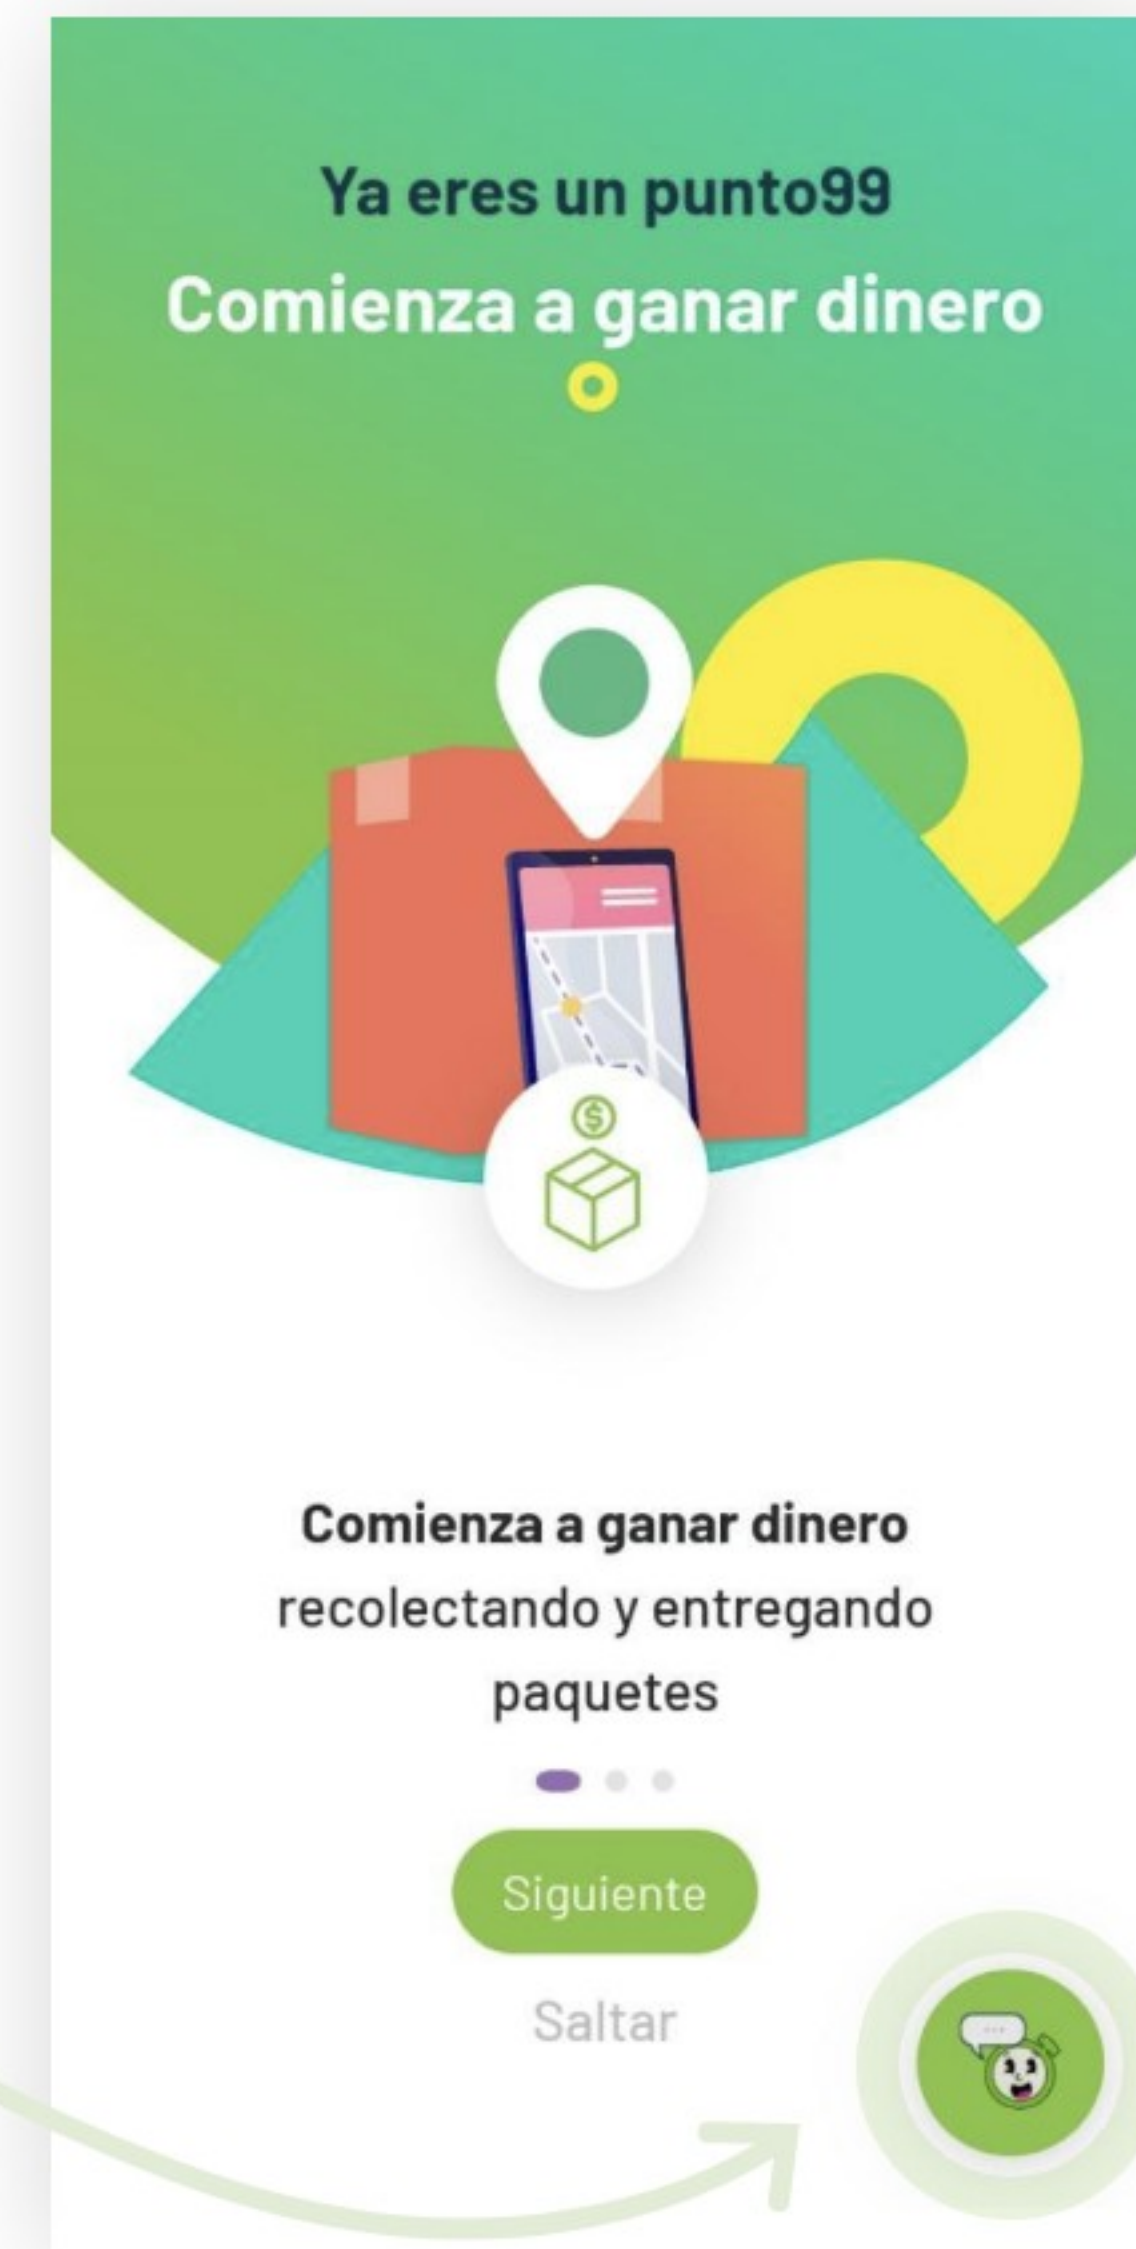 Ya eres un punto99
Comienza a ganar dinero
$
Comienza a ganar dinero
recolectando y entregando
paquetes
Siguiente
Saltar